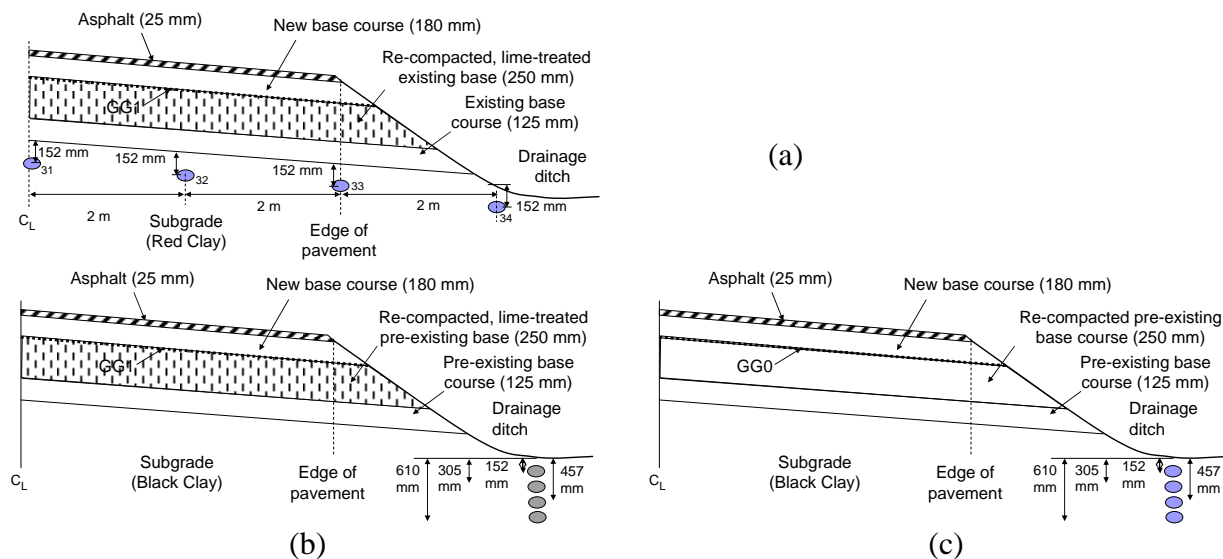 Asphalt (25 mm)
New base course (180 mm)
Re-compacted, lime-treated
existing base (250 mm)
GG1
Existing base
course (125 mm)
Drainage
ditch
152 mm
152 mm
152 mm
152 mm
31
32
33
34
2 m
2 m
2 m
CL
Subgrade
(Red Clay)
Edge of
pavement
(a)
Asphalt (25 mm)
New base course (180 mm)
Re-compacted, lime-treated
pre-existing base (250 mm)
GG1
Pre-existing base
course (125 mm)
Drainage
ditch
CL
Subgrade
(Black Clay)
Edge of
pavement
610
mm
305
mm
152
mm
457
mm
(b)
Asphalt (25 mm)
New base course (180 mm)
Re-compacted pre-existing
base course (250 mm)
GG0
Pre-existing base
course (125 mm)
Drainage
ditch
CL
Subgrade
(Black Clay)
Edge of
pavement
610
mm
305
mm
152
mm
457
mm
(c)